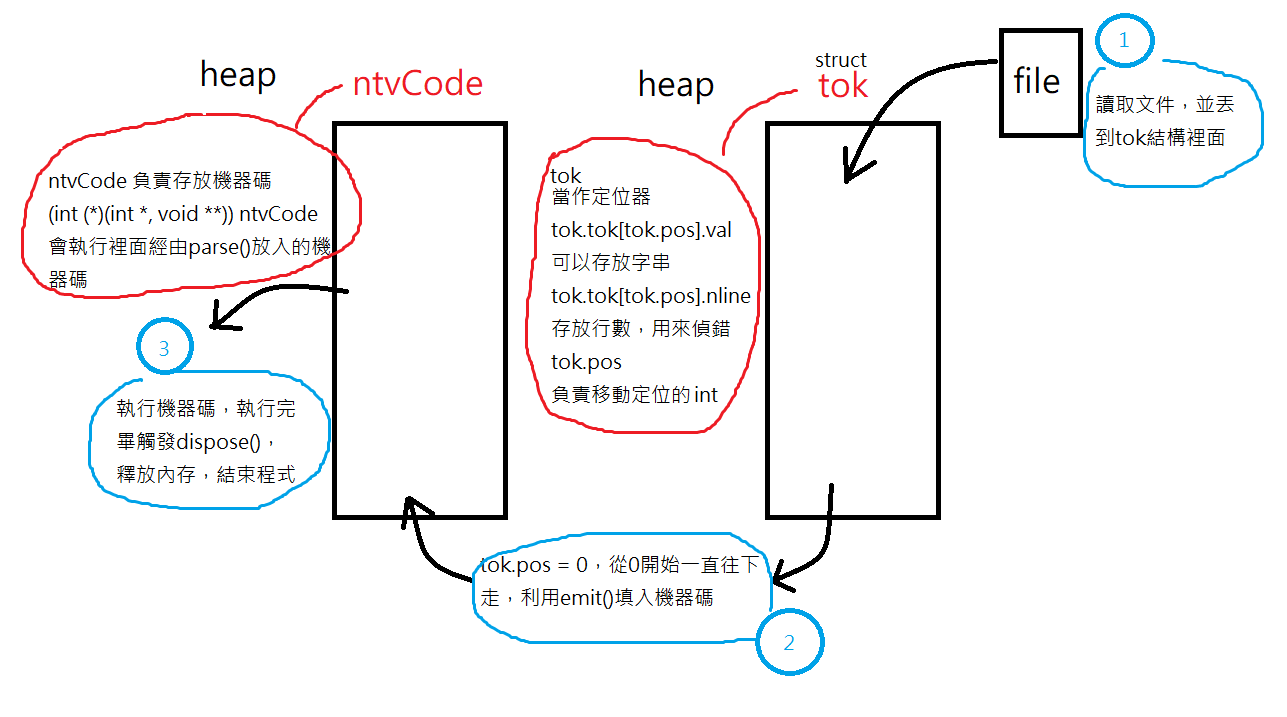 heap
ntvCode
ntvCode 負責存放機器碼
(int (*)(int *, void **)) ntvCode
會執行裡面經由parse()放入的機
器碼
3
執行機器碼，執行完
畢觸發dispose()，
釋放內存，結束程式
heap
struct
tok
tok
當作定位器
tok.tok[tok.pos].val
可以存放字串
tok.tok[tok.pos].nline
存放行數，用來偵錯
tok.pos
負責移動定位的 int
file
1
讀取文件，並丟
到tok結構裡面
tok.pos = 0，從0開始一直往下
走，利用emit()填入機器碼
2